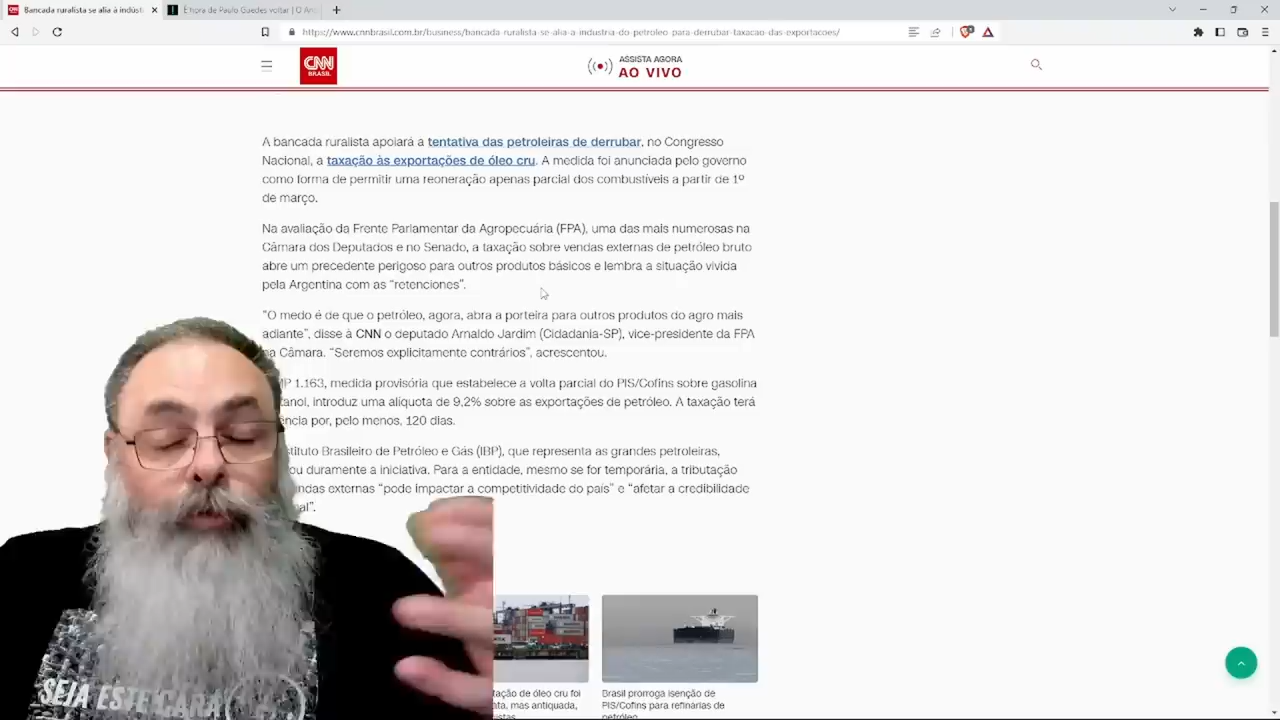 Bancada ruralista se alia à indúst
É hora de Paulo Guedes voltar | O An
https://www.cnnbrasil.com.br/business/bancada-ruralista-se-alia-a-industria-do-petroleo-para-derrubar-taxacao-das-exportacoes/
CNN
BRASIL
ASSISTA AGORA
AO VIVO
A bancada ruralista apoiará a tentativa das petroleiras de derrubar, no Congresso
Nacional, a taxação às exportações de óleo cru. A medida foi anunciada pelo governo
como forma de permitir uma reoneração apenas parcial dos combustíveis a partir de 1º
de março.
Na avaliação da Frente Parlamentar da Agropecuária (FPA), uma das mais numerosas na
Câmara dos Deputados e no Senado, a taxação sobre vendas externas de petróleo bruto
abre um precedente perigoso para outros produtos básicos e lembra a situação vivida
pela Argentina com as “retenciones”.
“O medo é de que o petróleo, agora, abra a porteira para outros produtos do agro mais
adiante”, disse à CNN o deputado Arnaldo Jardim (Cidadania-SP), vice-presidente da FPA
na Câmara. “Seremos explicitamente contrários”, acrescentou.
MP 1.163, medida provisória que estabelece a volta parcial do PIS/Cofins sobre gasolina
tanol, introduz uma alíquota de 9,2% sobre as exportações de petróleo. A taxação terá
ência por, pelo menos, 120 dias.
stituto Brasileiro de Petróleo e Gás (IBP), que representa as grandes petroleiras,
ou duramente a iniciativa. Para a entidade, mesmo se for temporária, a tributação
ndas externas “pode impactar a competitividade do país” e “afetar a credibilidade
nal”.
tação de óleo cru foi
ata, mas antiquada,
istas
Brasil prorroga isenção de
PIS/Cofins para refinarias de
petróleo
SEJA ESTE CARA